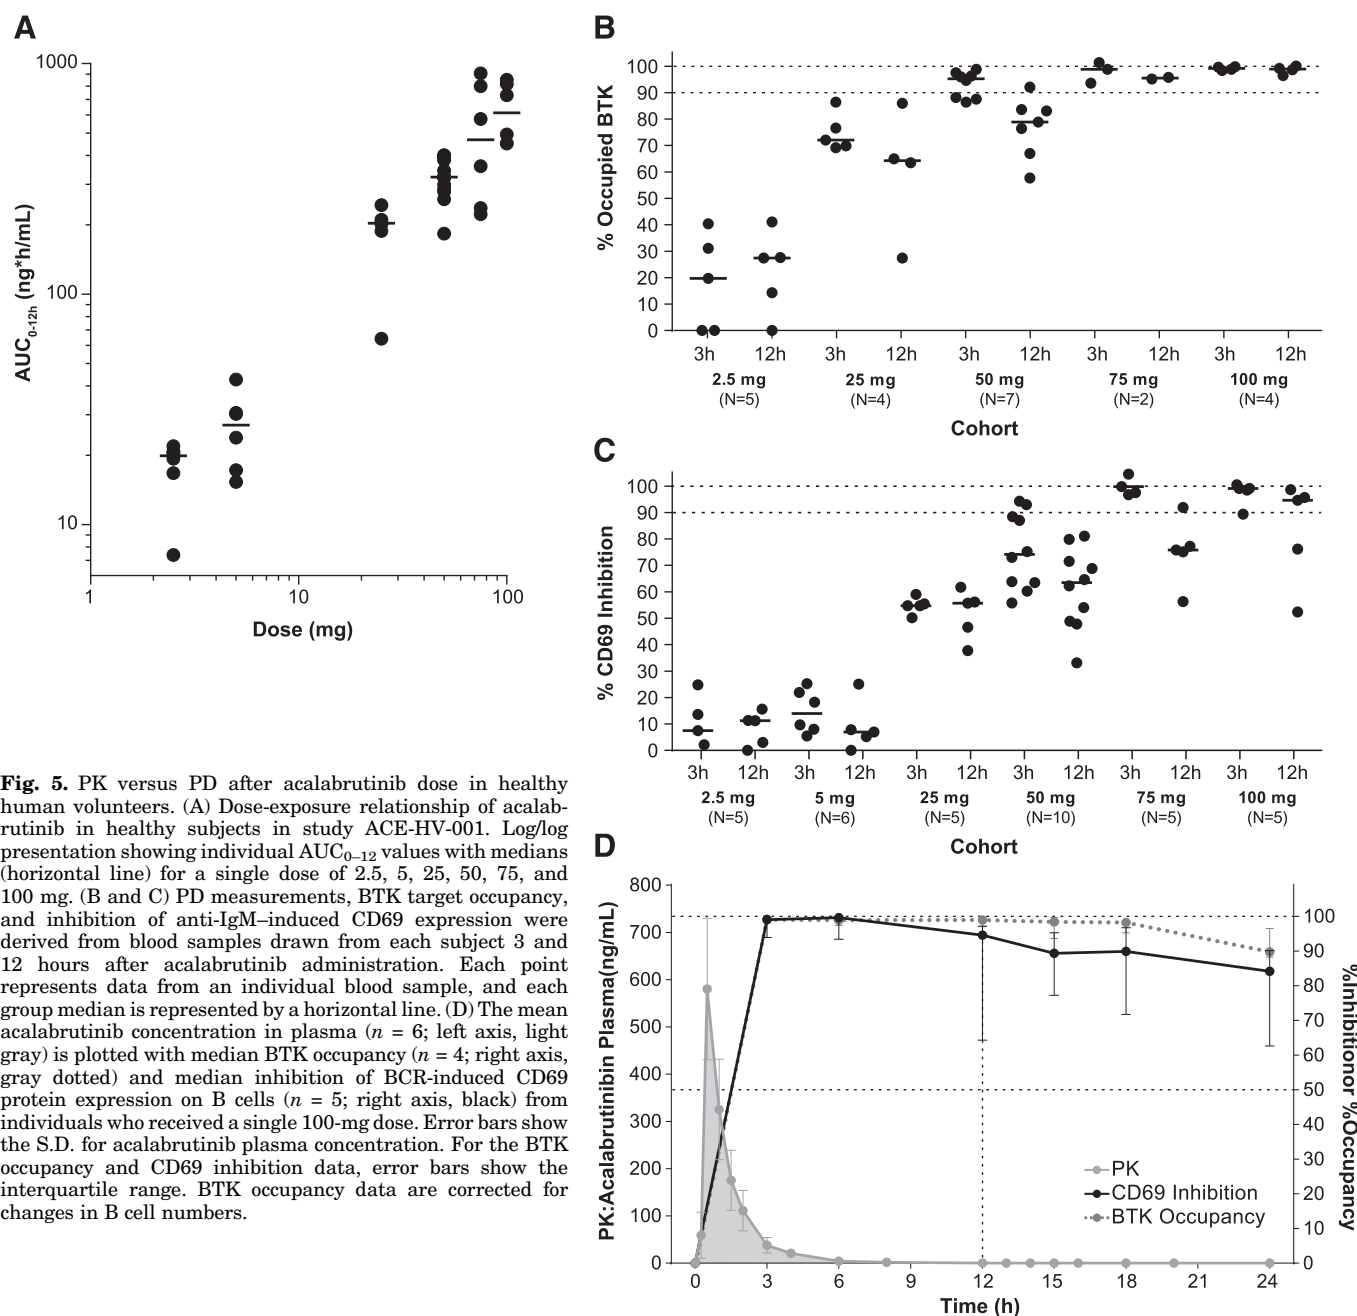 A
1000
100
10
AUC0-12h (ng*h/mL)
1 10 100
Dose (mg)
B
% Occupied BTK
100
90
80
70
60
50
40
30
20
10
0
3h 12h 3h 12h 3h 12h 3h 12h 3h 12h
2.5 mg 25 mg 50 mg 75 mg 100 mg
(N=5) (N=4) (N=7) (N=2) (N=4)
Cohort
C
% CD69 Inhibition
100
90
80
70
60
50
40
30
20
10
0
3h 12h 3h 12h 3h 12h 3h 12h 3h 12h 3h 12h
2.5 mg 5 mg 25 mg 50 mg 75 mg 100 mg
(N=5) (N=6) (N=5) (N=10) (N=5) (N=5)
Cohort
Fig. 5. PK versus PD after acalabrutinib dose in healthy
human volunteers. (A) Dose-exposure relationship of acalab-
rutinib in healthy subjects in study ACE-HV-001. Log/log
presentation showing individual AUC0–12 values with medians
(horizontal line) for a single dose of 2.5, 5, 25, 50, 75, and
100 mg. (B and C) PD measurements, BTK target occupancy,
and inhibition of anti-IgM–induced CD69 expression were
derived from blood samples drawn from each subject 3 and
12 hours after acalabrutinib administration. Each point
represents data from an individual blood sample, and each
group median is represented by a horizontal line. (D) The mean
acalabrutinib concentration in plasma (n = 6; left axis, light
gray) is plotted with median BTK occupancy (n = 4; right axis,
gray dotted) and median inhibition of BCR-induced CD69
protein expression on B cells (n = 5; right axis, black) from
individuals who received a single 100-mg dose. Error bars show
the S.D. for acalabrutinib plasma concentration. For the BTK
occupancy and CD69 inhibition data, error bars show the
interquartile range. BTK occupancy data are corrected for
changes in B cell numbers.
D
PK:Acalabrutinibin Plasma(ng/mL)
800
700
600
500
400
300
200
100
0
100
90
80
70
60
50
40
30
20
10
0
%Inhibitionor %Occupancy
PK
CD69 Inhibition
BTK Occupancy
0 3 6 9 12 15 18 21 24
Time (h)